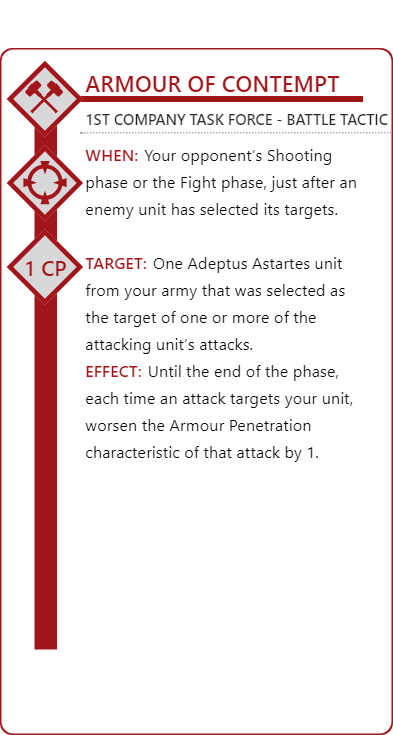 ARMOUR OF CONTEMPT
1ST COMPANY TASK FORCE - BATTLE TACTIC
WHEN: Your opponent's Shooting
phase or the Fight phase, just after an
enemy unit has selected its targets.
1 CP
TARGET: One Adeptus Astartes unit
from your army that was selected as
the target of one or more of the
attacking unit's attacks.
EFFECT: Until the end of the phase,
each time an attack targets your unit,
worsen the Armour Penetration
characteristic of that attack by 1.